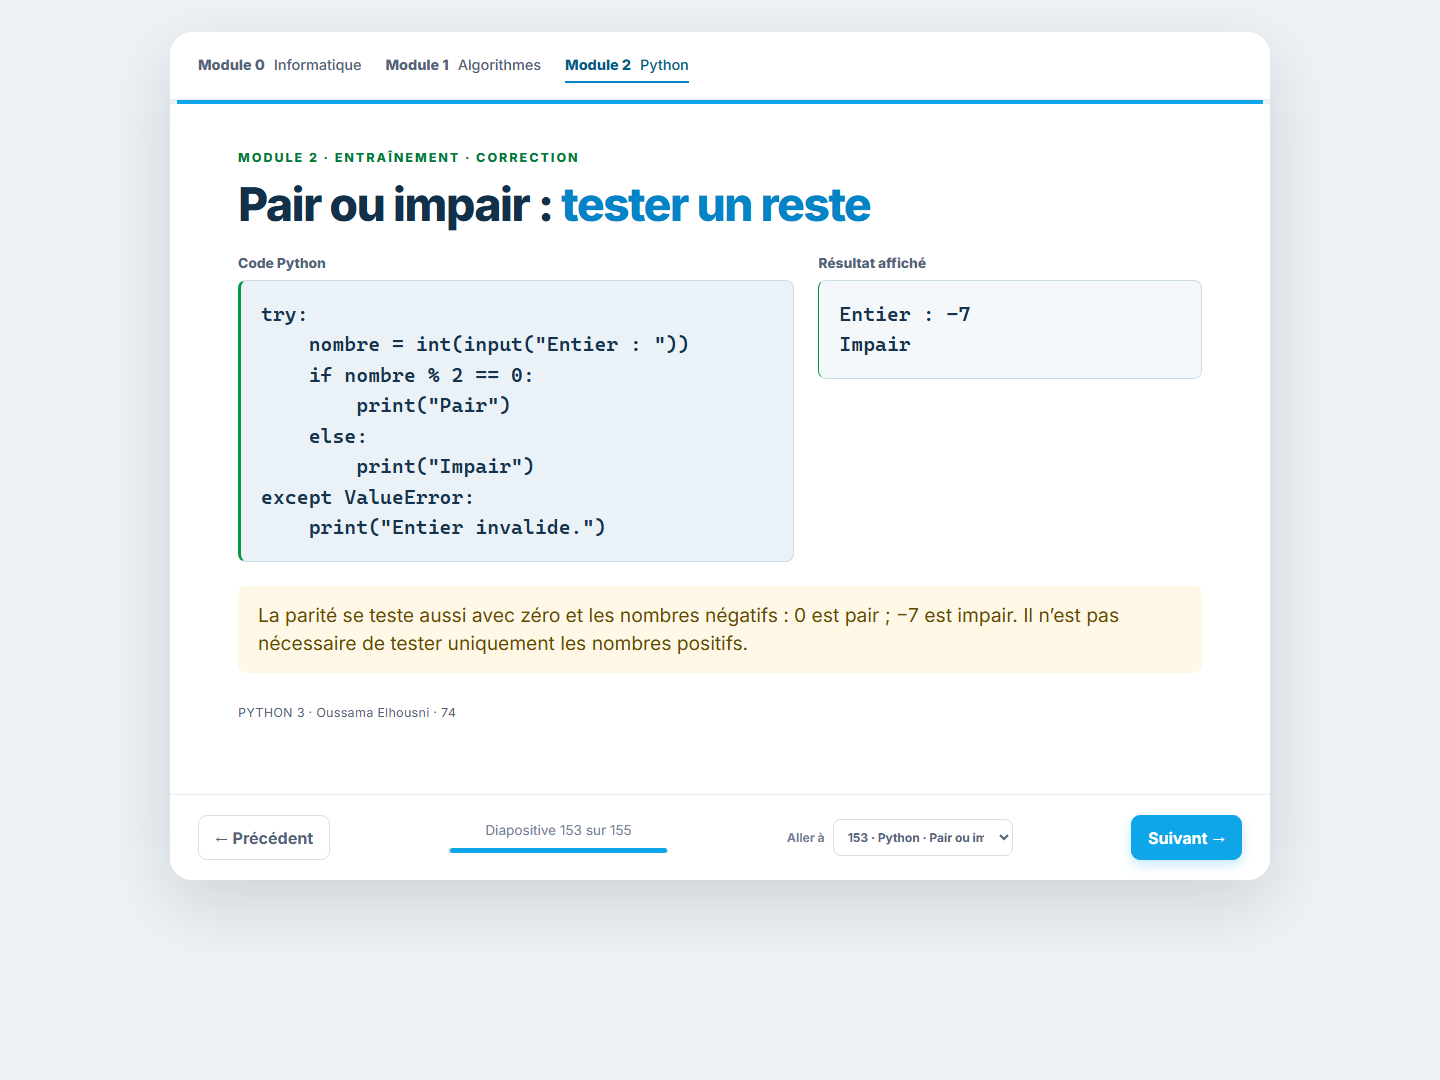 Module 0 Informatique Module 1 Algorithmes Module 2 Python
MODULE 2 · ENTRAÎNEMENT · CORRECTION
Pair ou impair : tester un reste
Code Python
try:
    nombre = int(input("Entier : "))
    if nombre % 2 == 0:
        print("Pair")
    else:
        print("Impair")
except ValueError:
    print("Entier invalide.")
Résultat affiché
Entier : −7
Impair
La parité se teste aussi avec zéro et les nombres négatifs : 0 est pair ; −7 est impair. Il n’est pas
nécessaire de tester uniquement les nombres positifs.
PYTHON 3 · Oussama Elhousni · 74
← Précédent
Diapositive 153 sur 155
Aller à 153 · Python · Pair ou im
Suivant →